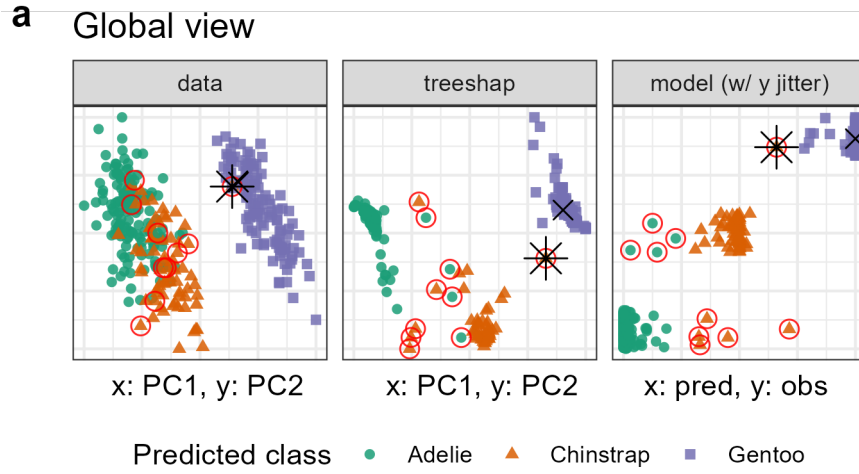 a
Global view
data
treeshap
model (w/ y jitter)
x: PC1, y: PC2
x: PC1, y: PC2
x: pred, y: obs
Predicted class
Adelie
Chinstrap
Gentoo